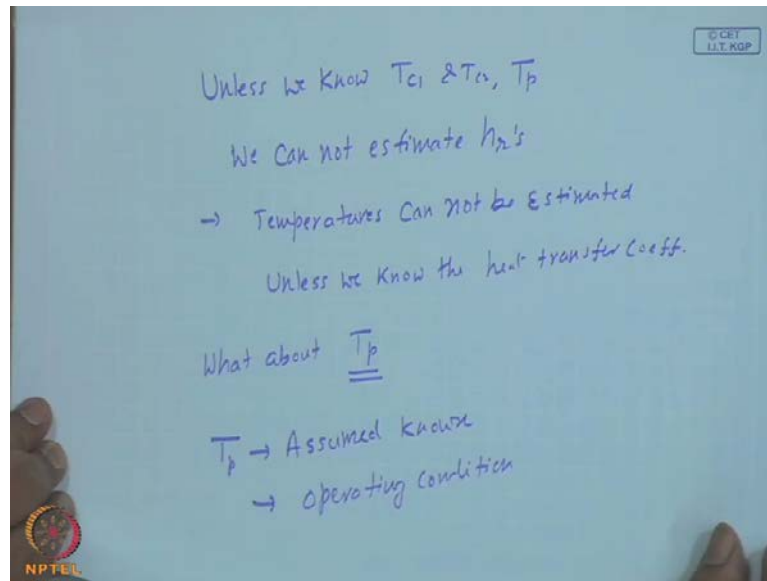 © CET
I.I.T. KGP
Unless we know Tc1 & Tc2, Tp
We can not estimate hr's
→ Temperatures can not be Estimated
Unless we know the heat transfer coeff.
What about Tp
Tp → Assumed known
→ operating condition
NPTEL